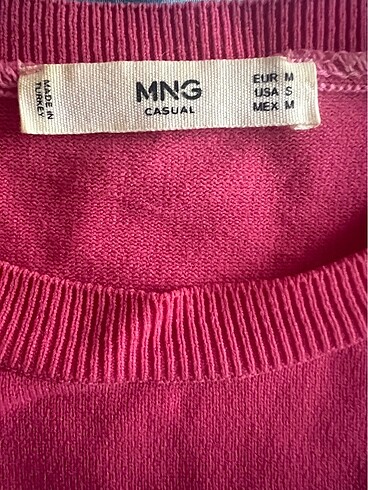 MADE IN
TURKEY
MNG
CASUAL
EUR M
USA S
MEX M